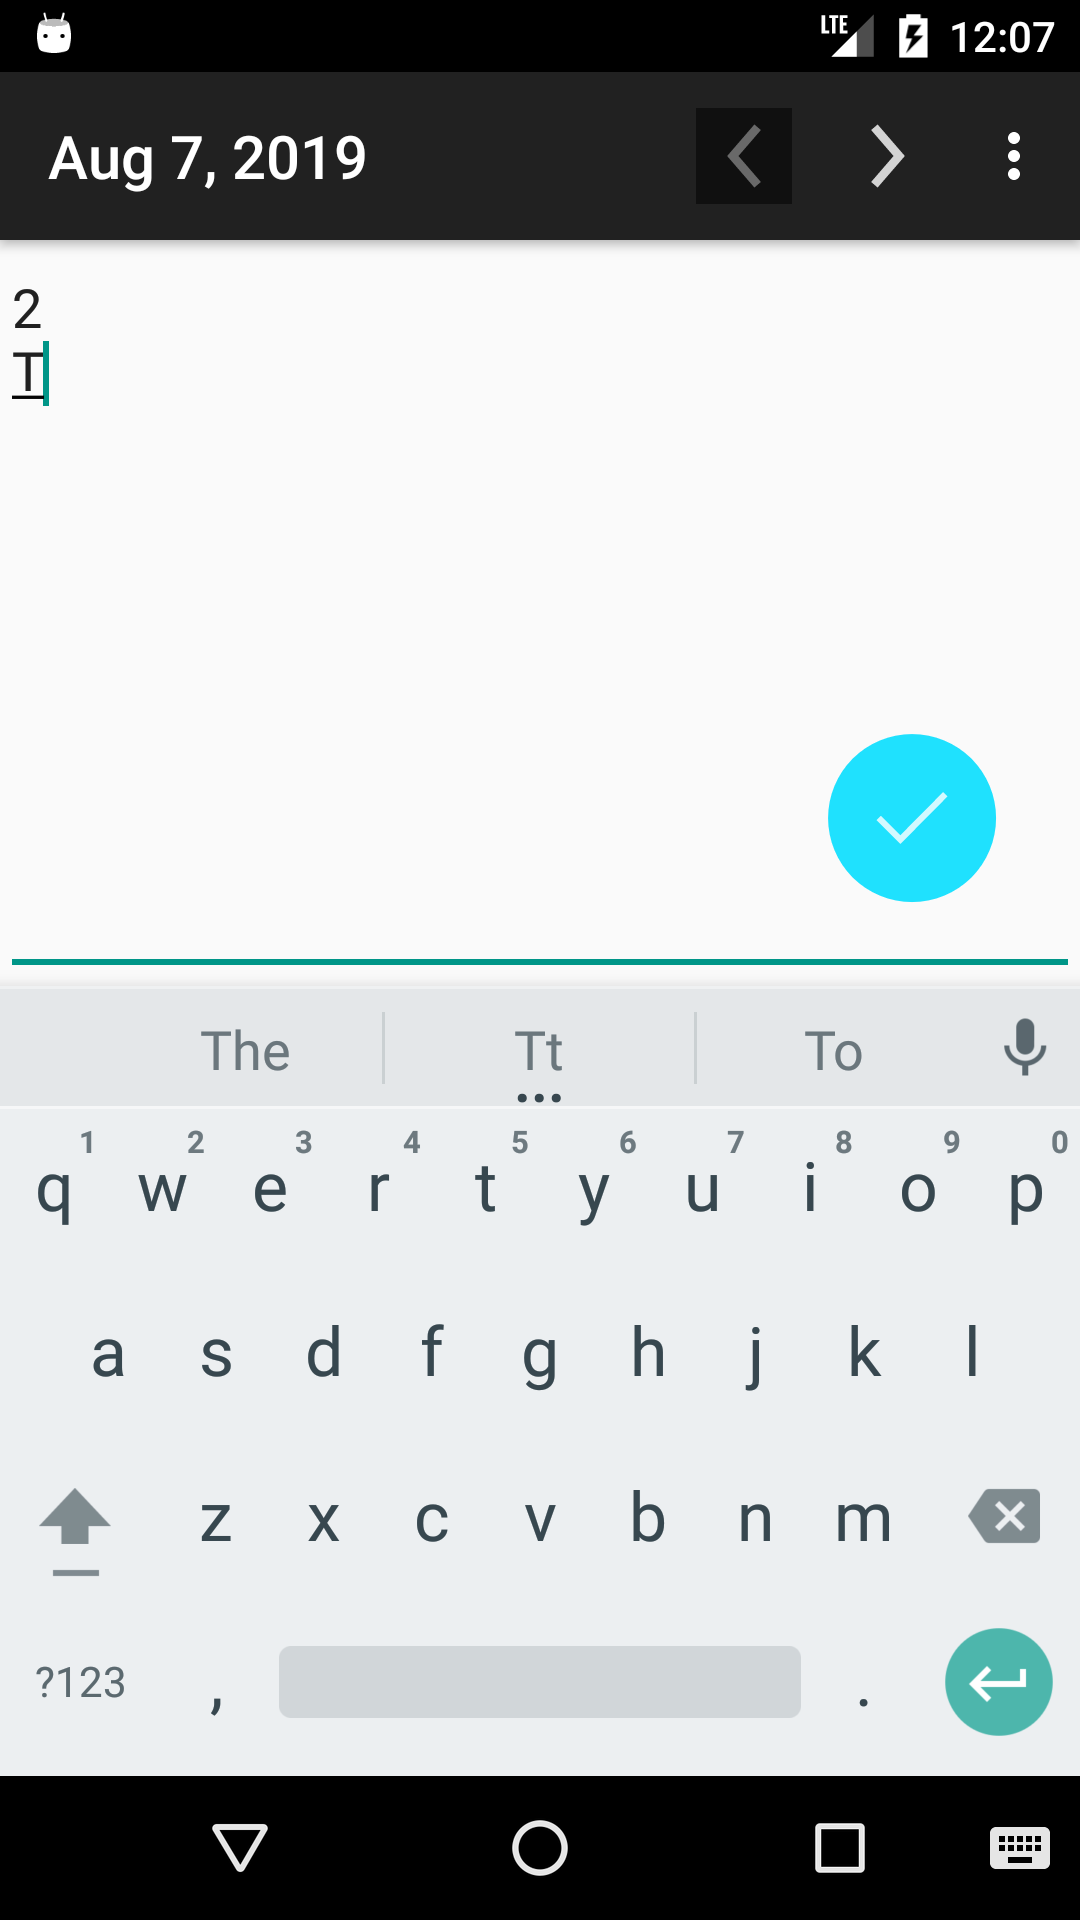 LTE 12:07
Aug 7, 2019
2
T
The Tt To
1 2 3 4 5 6 7 8 9 0
q w e r t y u i o p
a s d f g h j k l
z x c v b n m
?123 , .